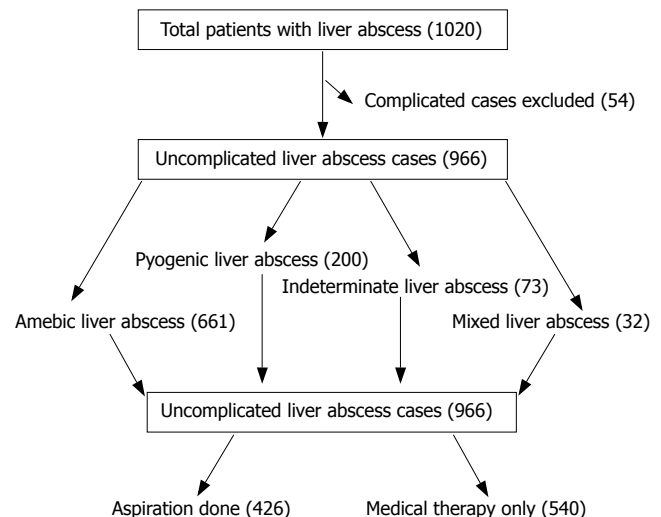 Total patients with liver abscess (1020)
Complicated cases excluded (54)
Uncomplicated liver abscess cases (966)
Pyogenic liver abscess (200)
Indeterminate liver abscess (73)
Amebic liver abscess (661)
Mixed liver abscess (32)
Uncomplicated liver abscess cases (966)
Aspiration done (426)
Medical therapy only (540)